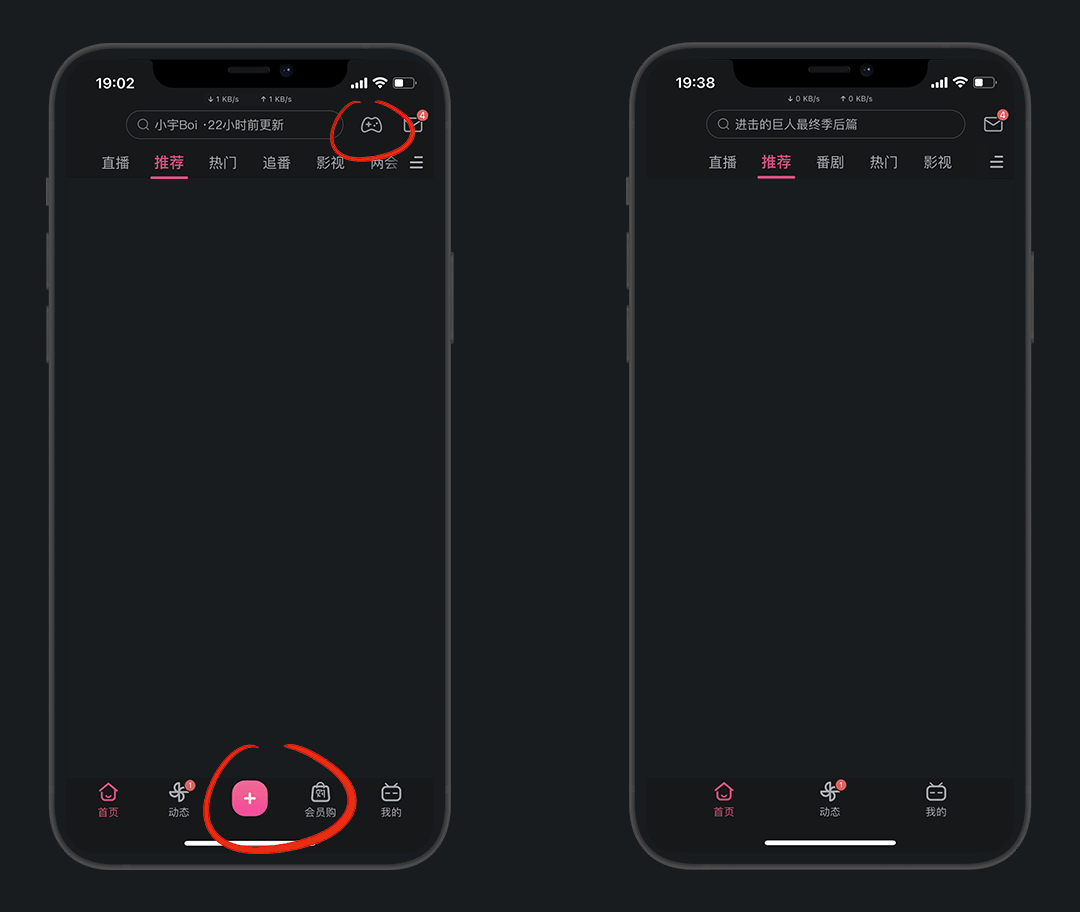 19:02
↓ 1 KB/s ↑ 1 KB/s
小宇Boi ·22小时前更新
4
直播 推荐 热门 追番 影视 两会
1
首页 动态 会员购 我的
19:38
↓ 0 KB/s ↑ 0 KB/s
进击的巨人最终季后篇
4
直播 推荐 番剧 热门 影视
1
首页 动态 我的